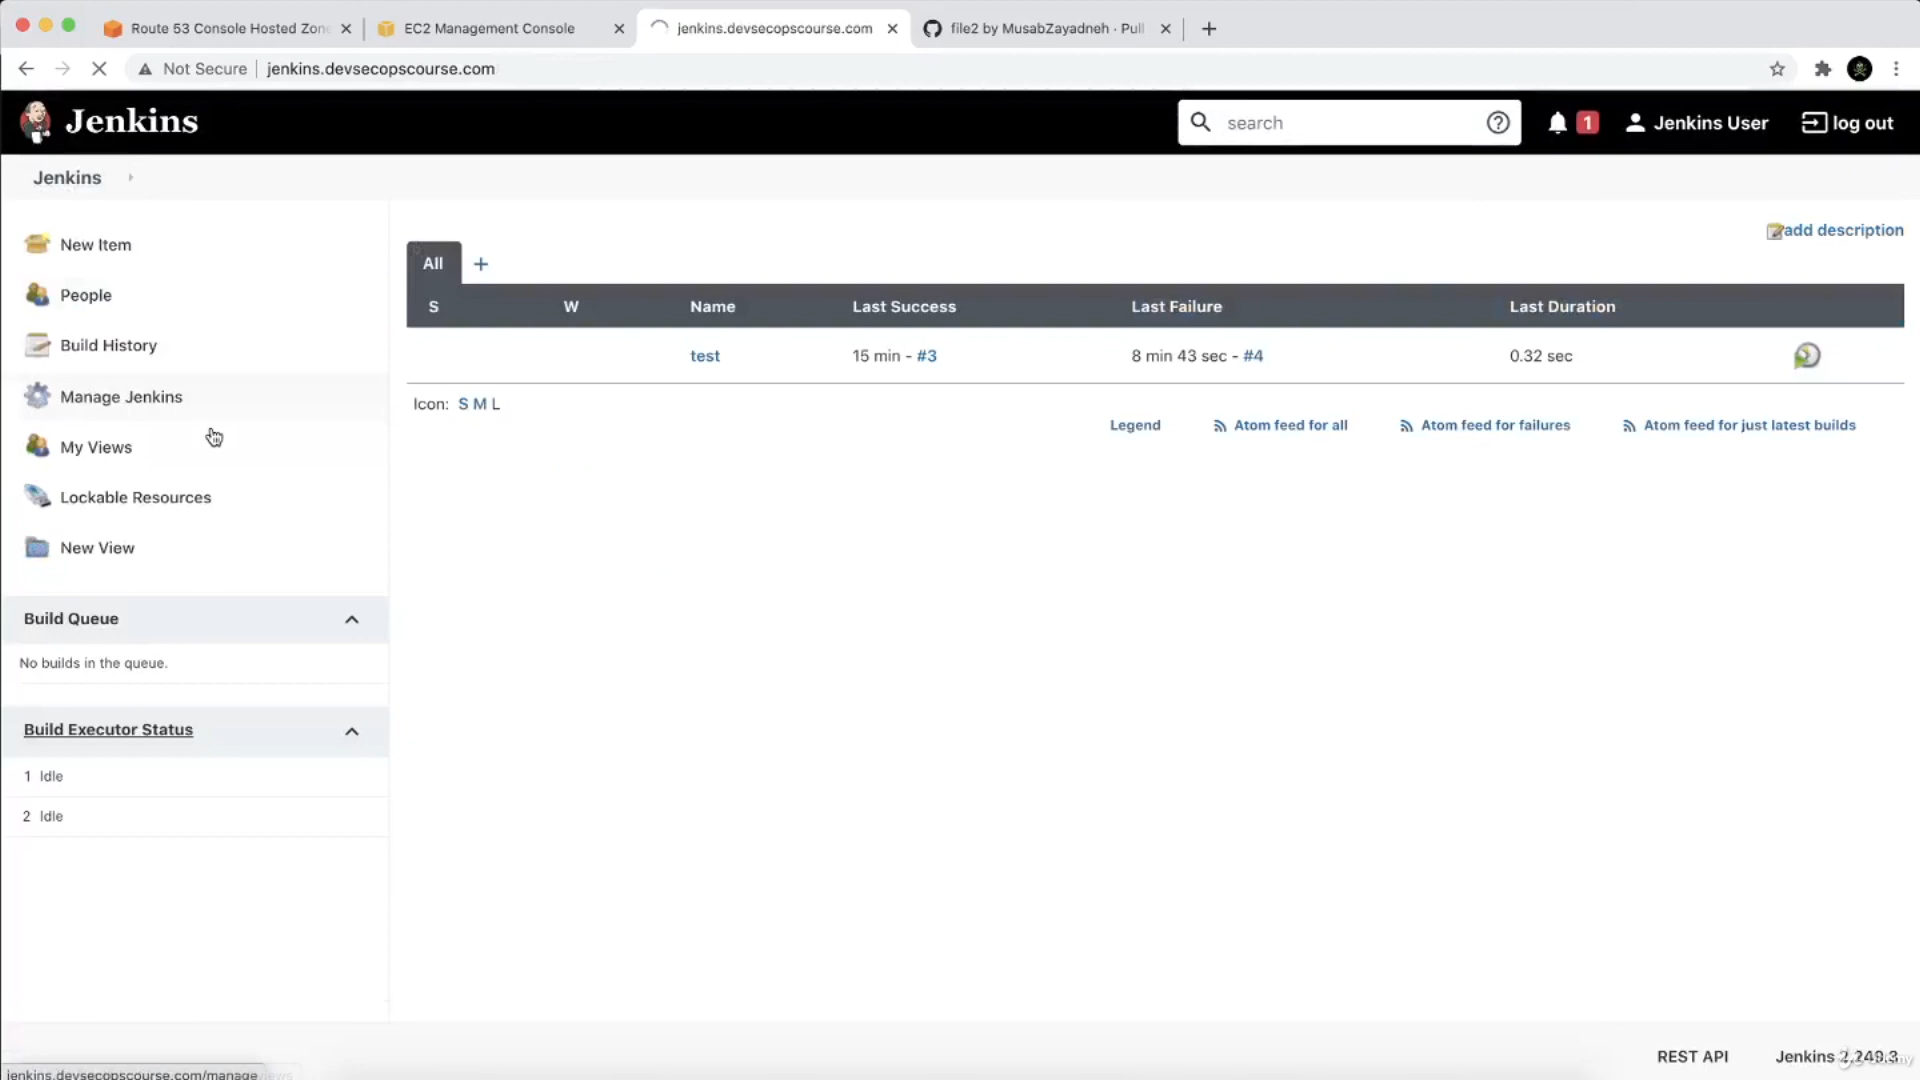 Route 53 Console Hosted Zon
EC2 Management Console
jenkins.devsecopscourse.com
file2 by MusabZayadneh · Pull
Not Secure
jenkins.devsecopscourse.com
Jenkins
search
1
Jenkins User
log out
Jenkins
New Item
People
Build History
Manage Jenkins
My Views
Lockable Resources
New View
Build Queue
No builds in the queue.
Build Executor Status
1 Idle
2 Idle
add description
All
+
S W Name Last Success Last Failure Last Duration
test 15 min - #3 8 min 43 sec - #4 0.32 sec
Icon: S M L
Legend
Atom feed for all
Atom feed for failures
Atom feed for just latest builds
REST API
Jenkins 2.249.3
jenkins.devsecopscourse.com/manage